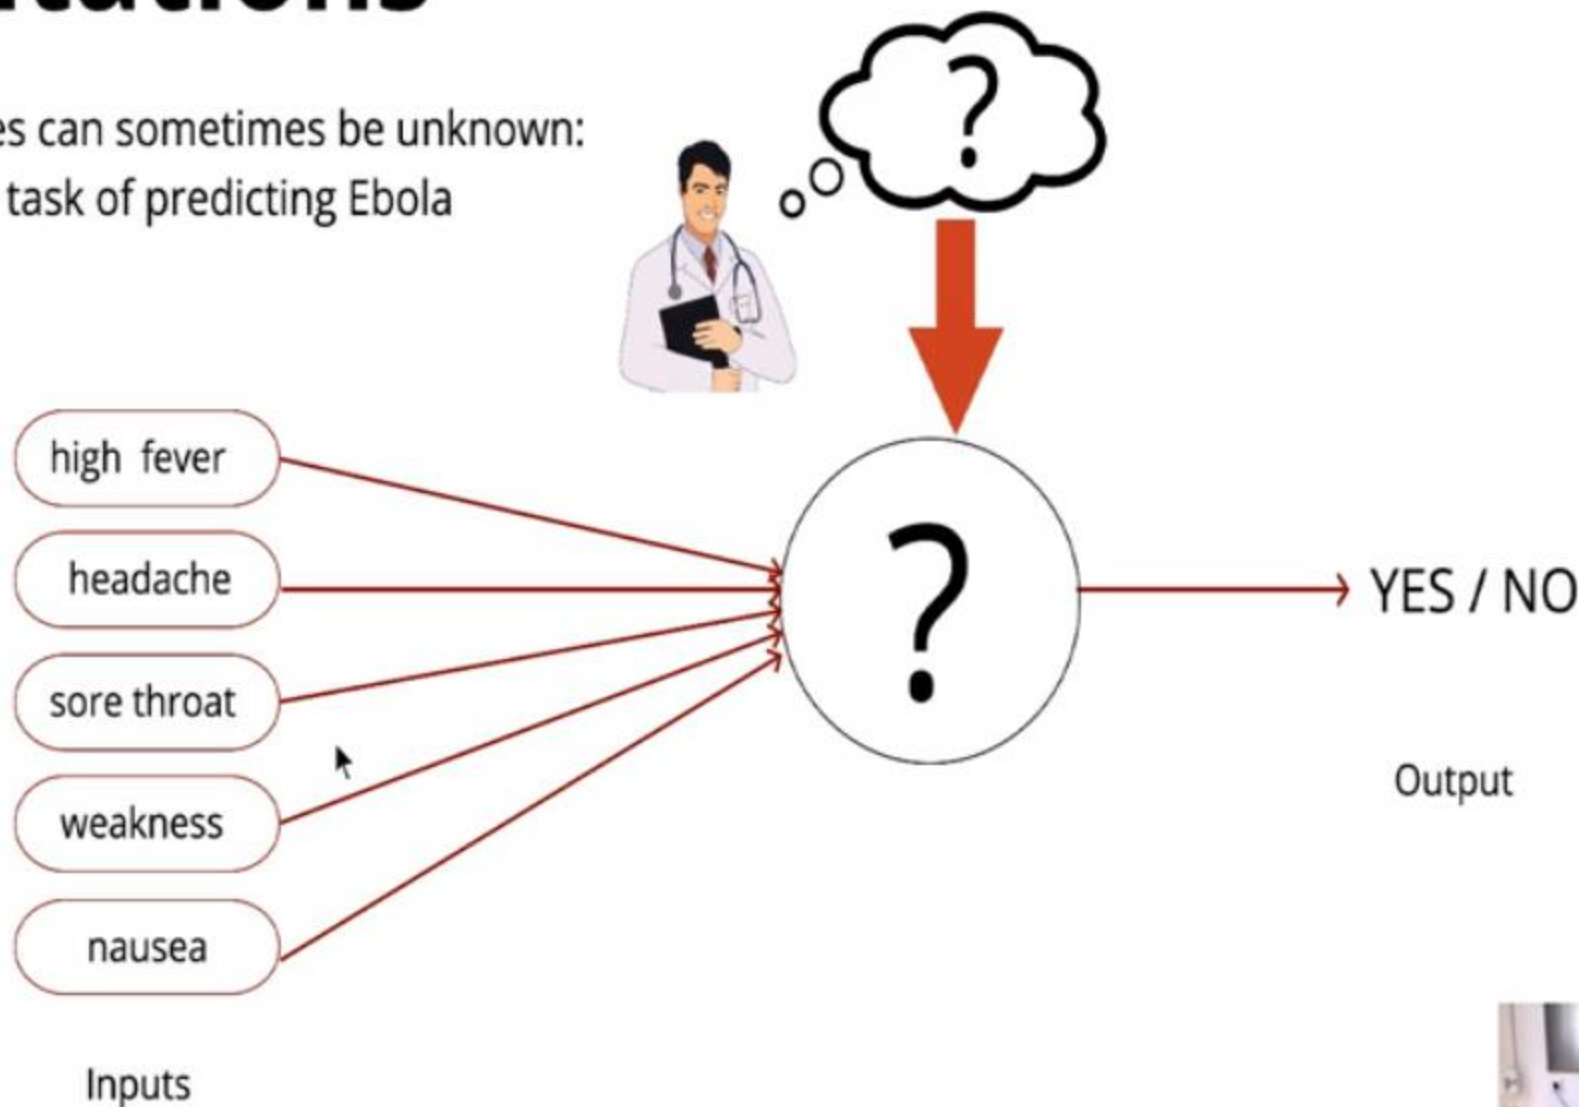 es can sometimes be unknown:
task of predicting Ebola
?
high fever
headache
?
YES / NO
sore throat
Output
weakness
nausea
Inputs